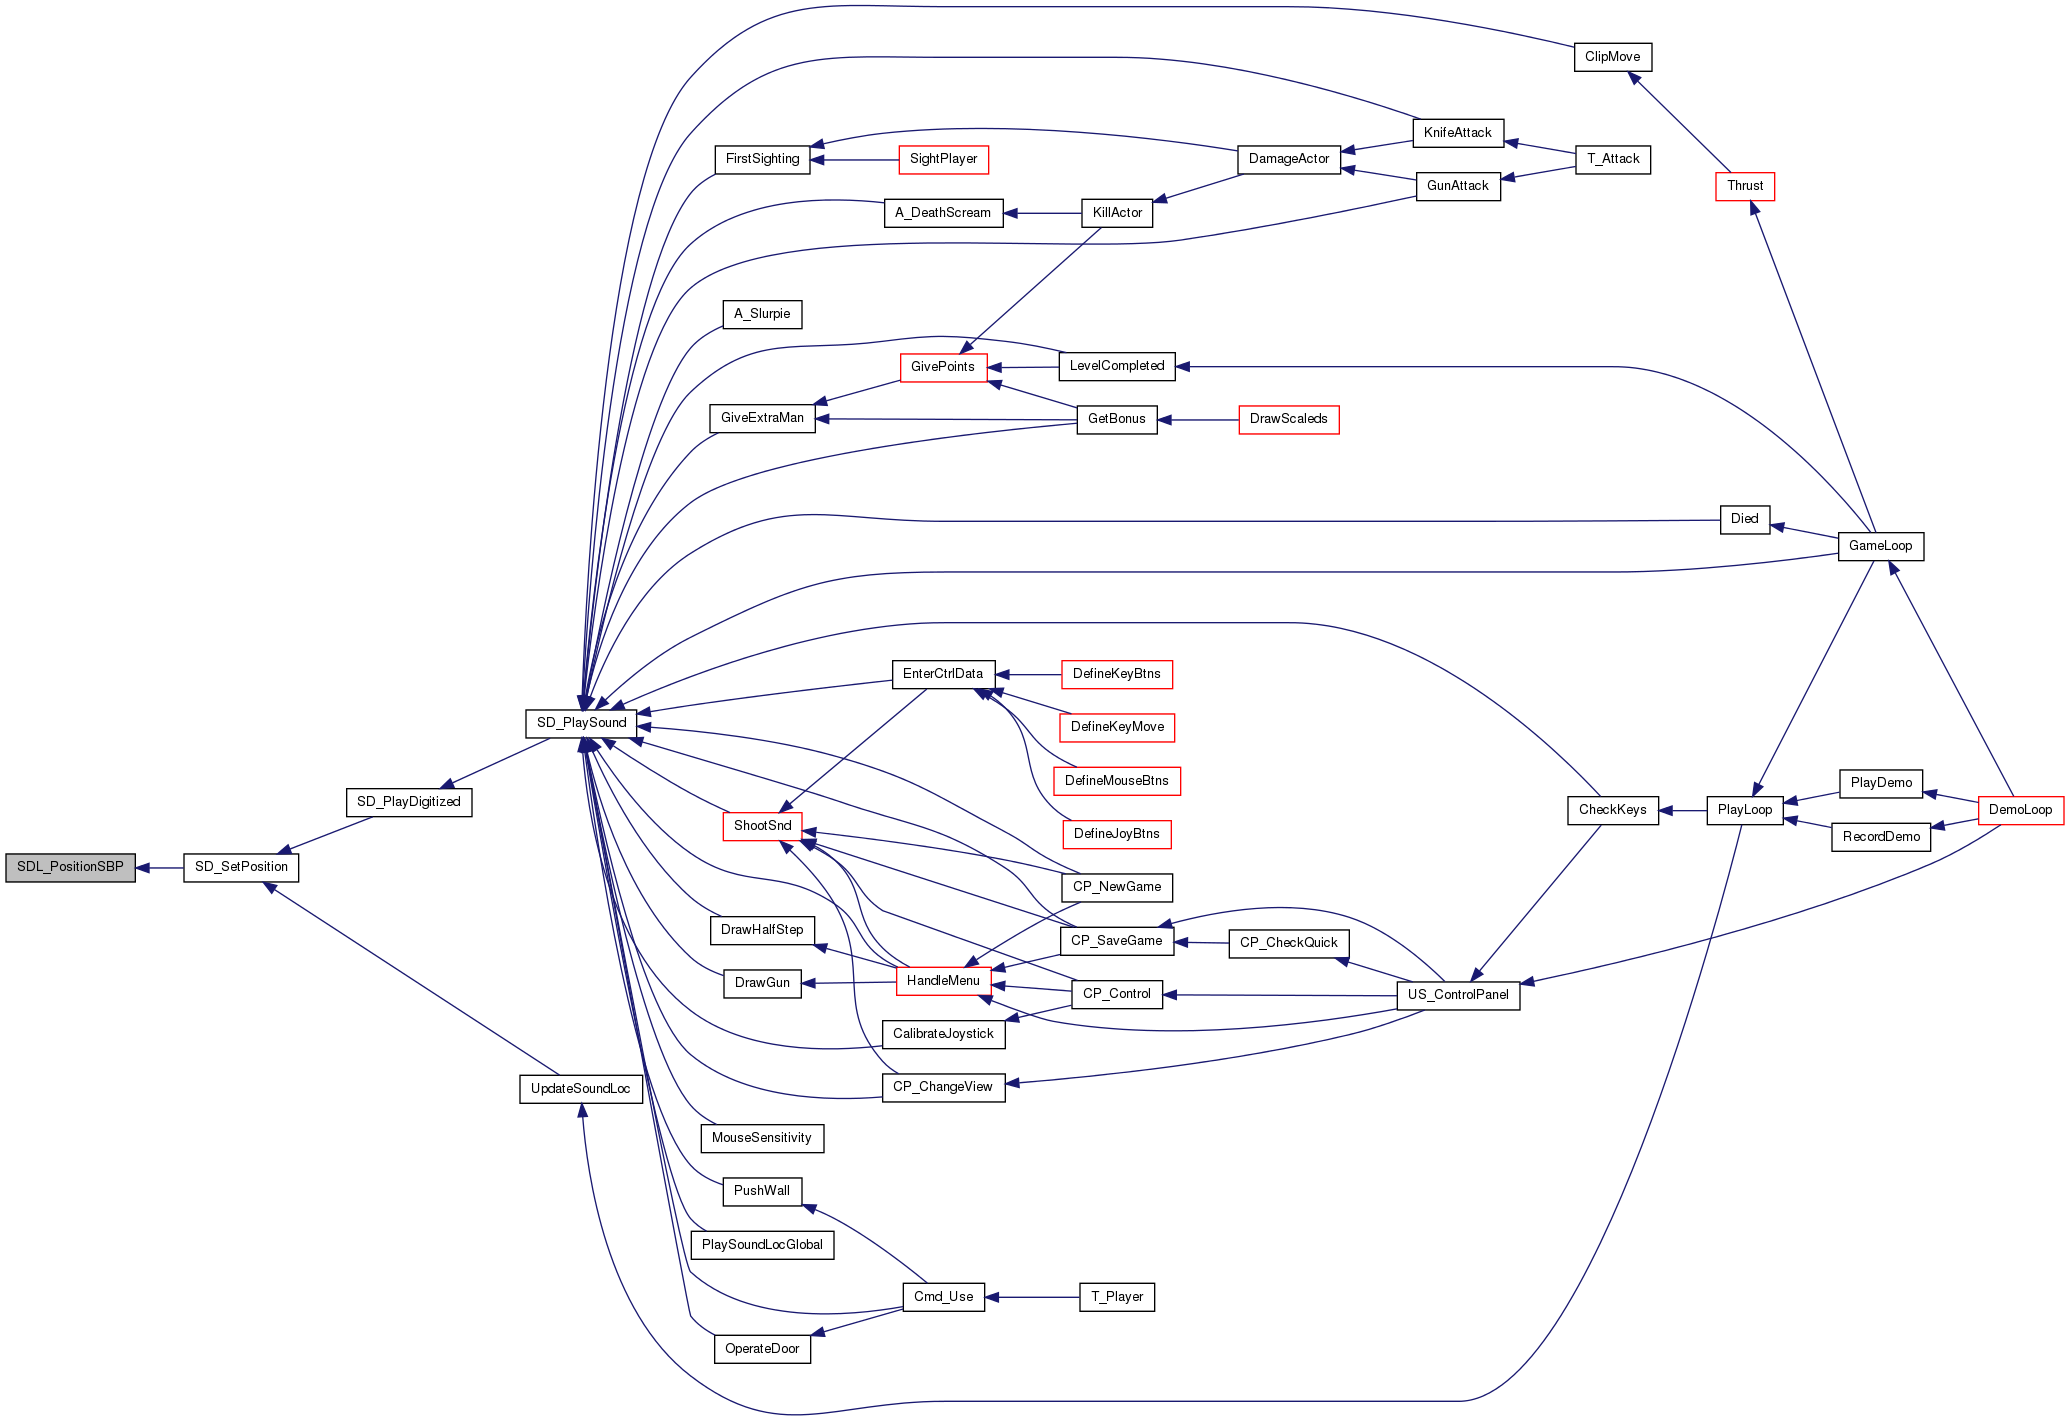 ClipMove
KnifeAttack
FirstSighting
SightPlayer
DamageActor
T_Attack
GunAttack
Thrust
A_DeathScream
KillActor
A_Slurpie
GivePoints
LevelCompleted
GiveExtraMan
GetBonus
DrawScaleds
Died
GameLoop
EnterCtrlData
DefineKeyBtns
SD_PlaySound
DefineKeyMove
DefineMouseBtns
PlayDemo
SD_PlayDigitized
CheckKeys
PlayLoop
DemoLoop
ShootSnd
DefineJoyBtns
RecordDemo
SDL_PositionSBP
SD_SetPosition
CP_NewGame
DrawHalfStep
CP_SaveGame
CP_CheckQuick
DrawGun
HandleMenu
CP_Control
US_ControlPanel
CalibrateJoystick
UpdateSoundLoc
CP_ChangeView
MouseSensitivity
PushWall
PlaySoundLocGlobal
Cmd_Use
T_Player
OperateDoor